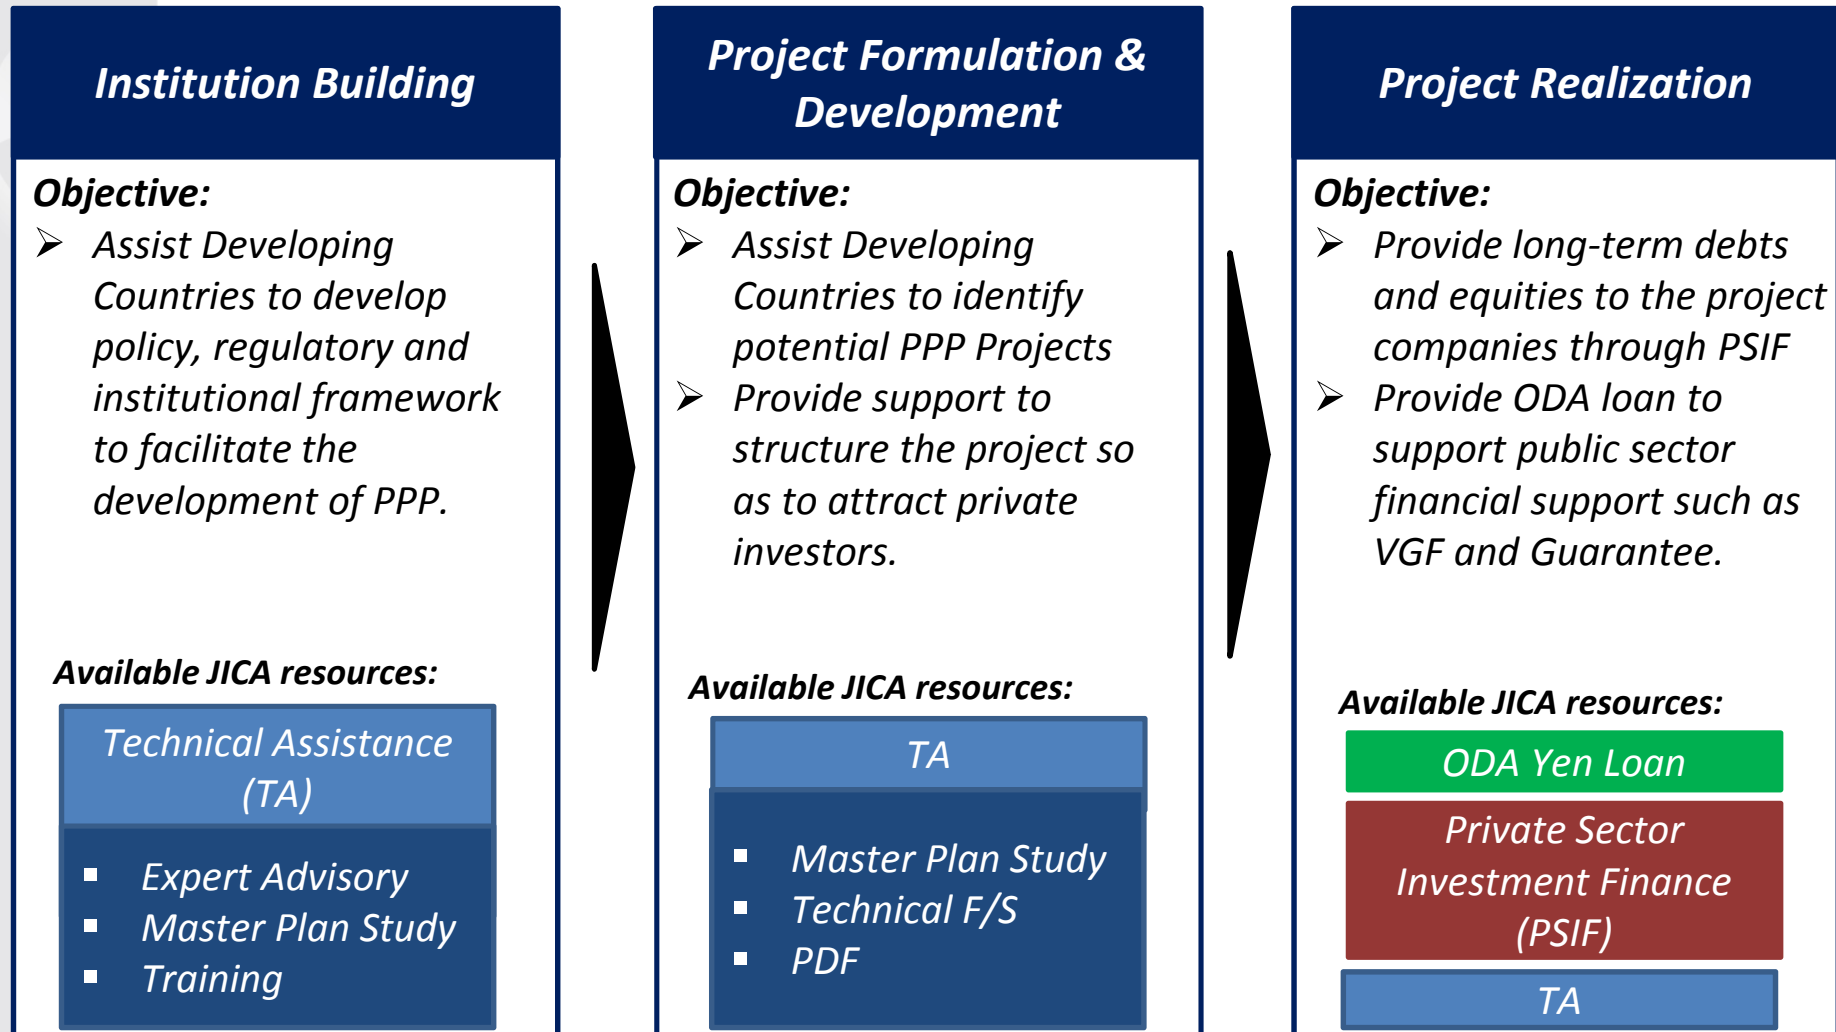 Institution Building
Objective:
➢ Assist Developing
Countries to develop
policy, regulatory and
institutional framework
to facilitate the
development of PPP.
Available JICA resources:
Technical Assistance
(TA)
▪ Expert Advisory
▪ Master Plan Study
▪ Training
Project Formulation &
Development
Objective:
➢ Assist Developing
Countries to identify
potential PPP Projects
➢ Provide support to
structure the project so
as to attract private
investors.
Available JICA resources:
TA
▪ Master Plan Study
▪ Technical F/S
▪ PDF
Project Realization
Objective:
➢ Provide long-term debts
and equities to the project
companies through PSIF
➢ Provide ODA loan to
support public sector
financial support such as
VGF and Guarantee.
Available JICA resources:
ODA Yen Loan
Private Sector
Investment Finance
(PSIF)
TA